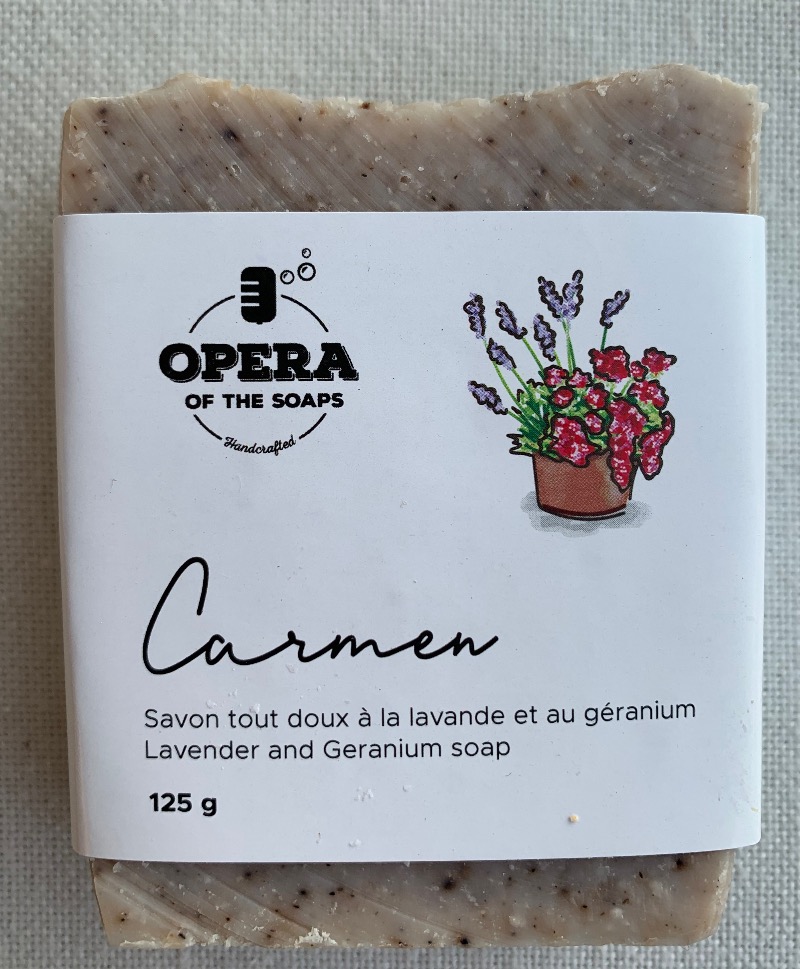 OPERA
OF THE SOAPS
Handcrafted
Carmen
Savon tout doux à la lavande et au géranium
Lavender and Geranium soap
125 g